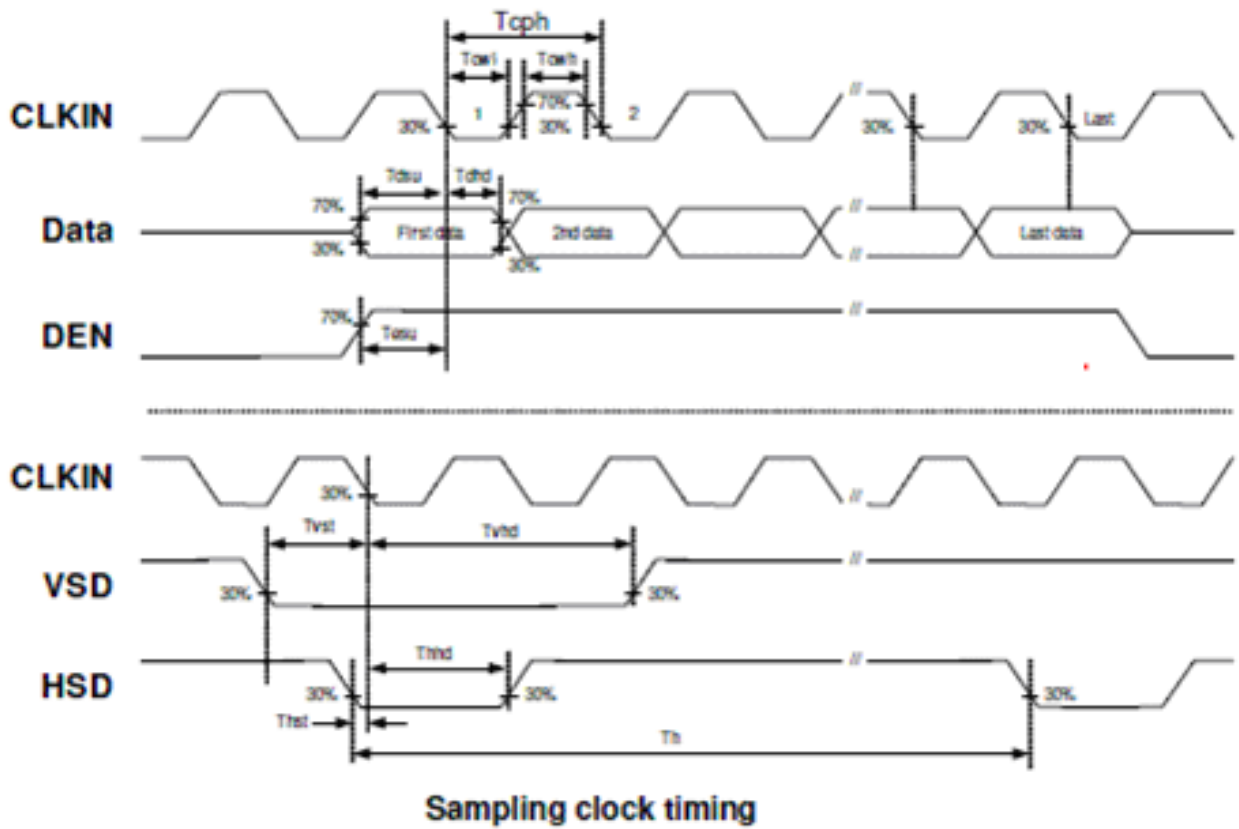 Tcph
Tcwl Tcwh
CLKIN
30% 1 70% 30% 2 // 30% 30% Last
Tdsu Tdhd
70% 70%
Data
First data 2nd data // Last data
30% 30%
DEN
70% //
Tesu
CLKIN
30% //
Tvst Tvhd
VSD
30% 30% //
Thhd
HSD
30% 30% // 30%
Thst
Th
Sampling clock timing